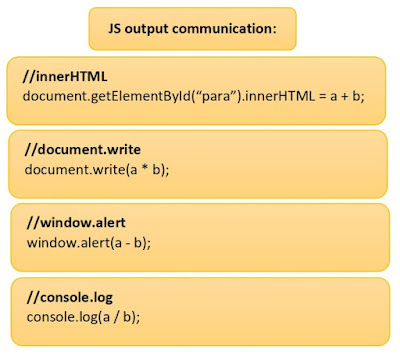 JS output communication:
//innerHTML
document.getElementById(“para”).innerHTML = a + b;
//document.write
document.write(a * b);
//window.alert
window.alert(a - b);
//console.log
console.log(a / b);